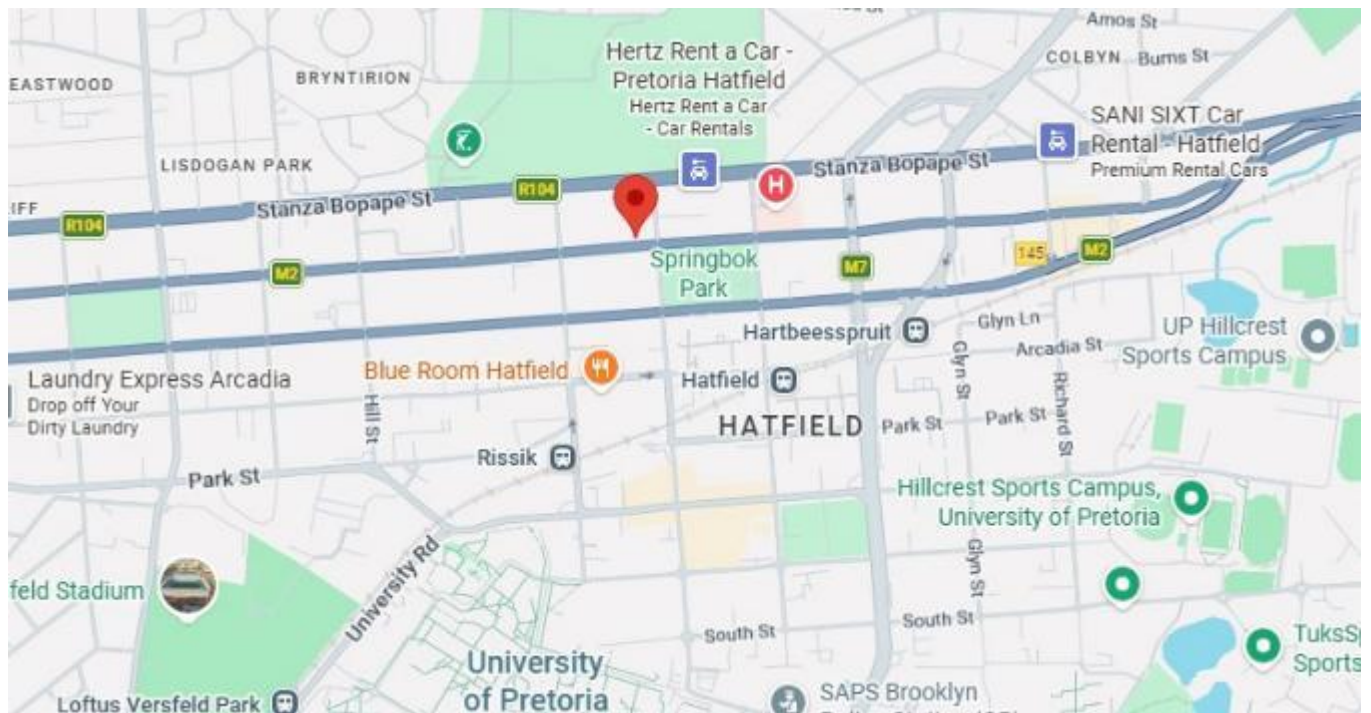 Amos St
Hertz Rent a Car -
Pretoria Hatfield
Hertz Rent a Car
- Car Rentals
COLBYN
Burns St
EASTWOOD
BRYNTIRION
SANI SIXT Car
Rental - Hatfield
Premium Rental Cars
LISDOGAN PARK
Stanza Bopape St
H
R104
Stanza Bopape St
IFF
R104
Springbok
Park
M2
M7
145
M2
Hartbeesspruit
Glyn Ln
UP Hillcrest
Sports Campus
Arcadia St
Blue Room Hatfield
Hatfield
Laundry Express Arcadia
Drop off Your
Dirty Laundry
Hill St
Glyn St
Richard St
HATFIELD
Park St
Park St
Rissik
Park St
Hillcrest Sports Campus,
University of Pretoria
University Rd
Glyn St
feld Stadium
South St
South St
TuksSp
Sports
University
of Pretoria
Loftus Versfeld Park
SAPS Brooklyn